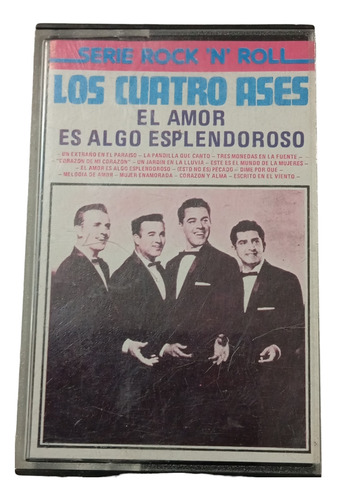 SERIE ROCK 'N' ROLL
LOS CUATRO ASES
EL AMOR
ES ALGO ESPLENDOROSO
- UN EXTRAÑO EN EL PARAISO - LA PANDILLA QUE CANTO - TRES MONEDAS EN LA FUENTE -
"CORAZON DE MI CORAZON" - UN JARDIN EN LA LLUVIA - ESTE ES EL MUNDO DE LA MUJERES -
- EL AMOR ES ALGO ESPLENDOROSO - (ESTO NO ES) PECADO - DIME POR QUE -
- MELODIA DE AMOR - MUJER ENAMORADA - CORAZON Y ALMA - ESCRITO EN EL VIENTO -